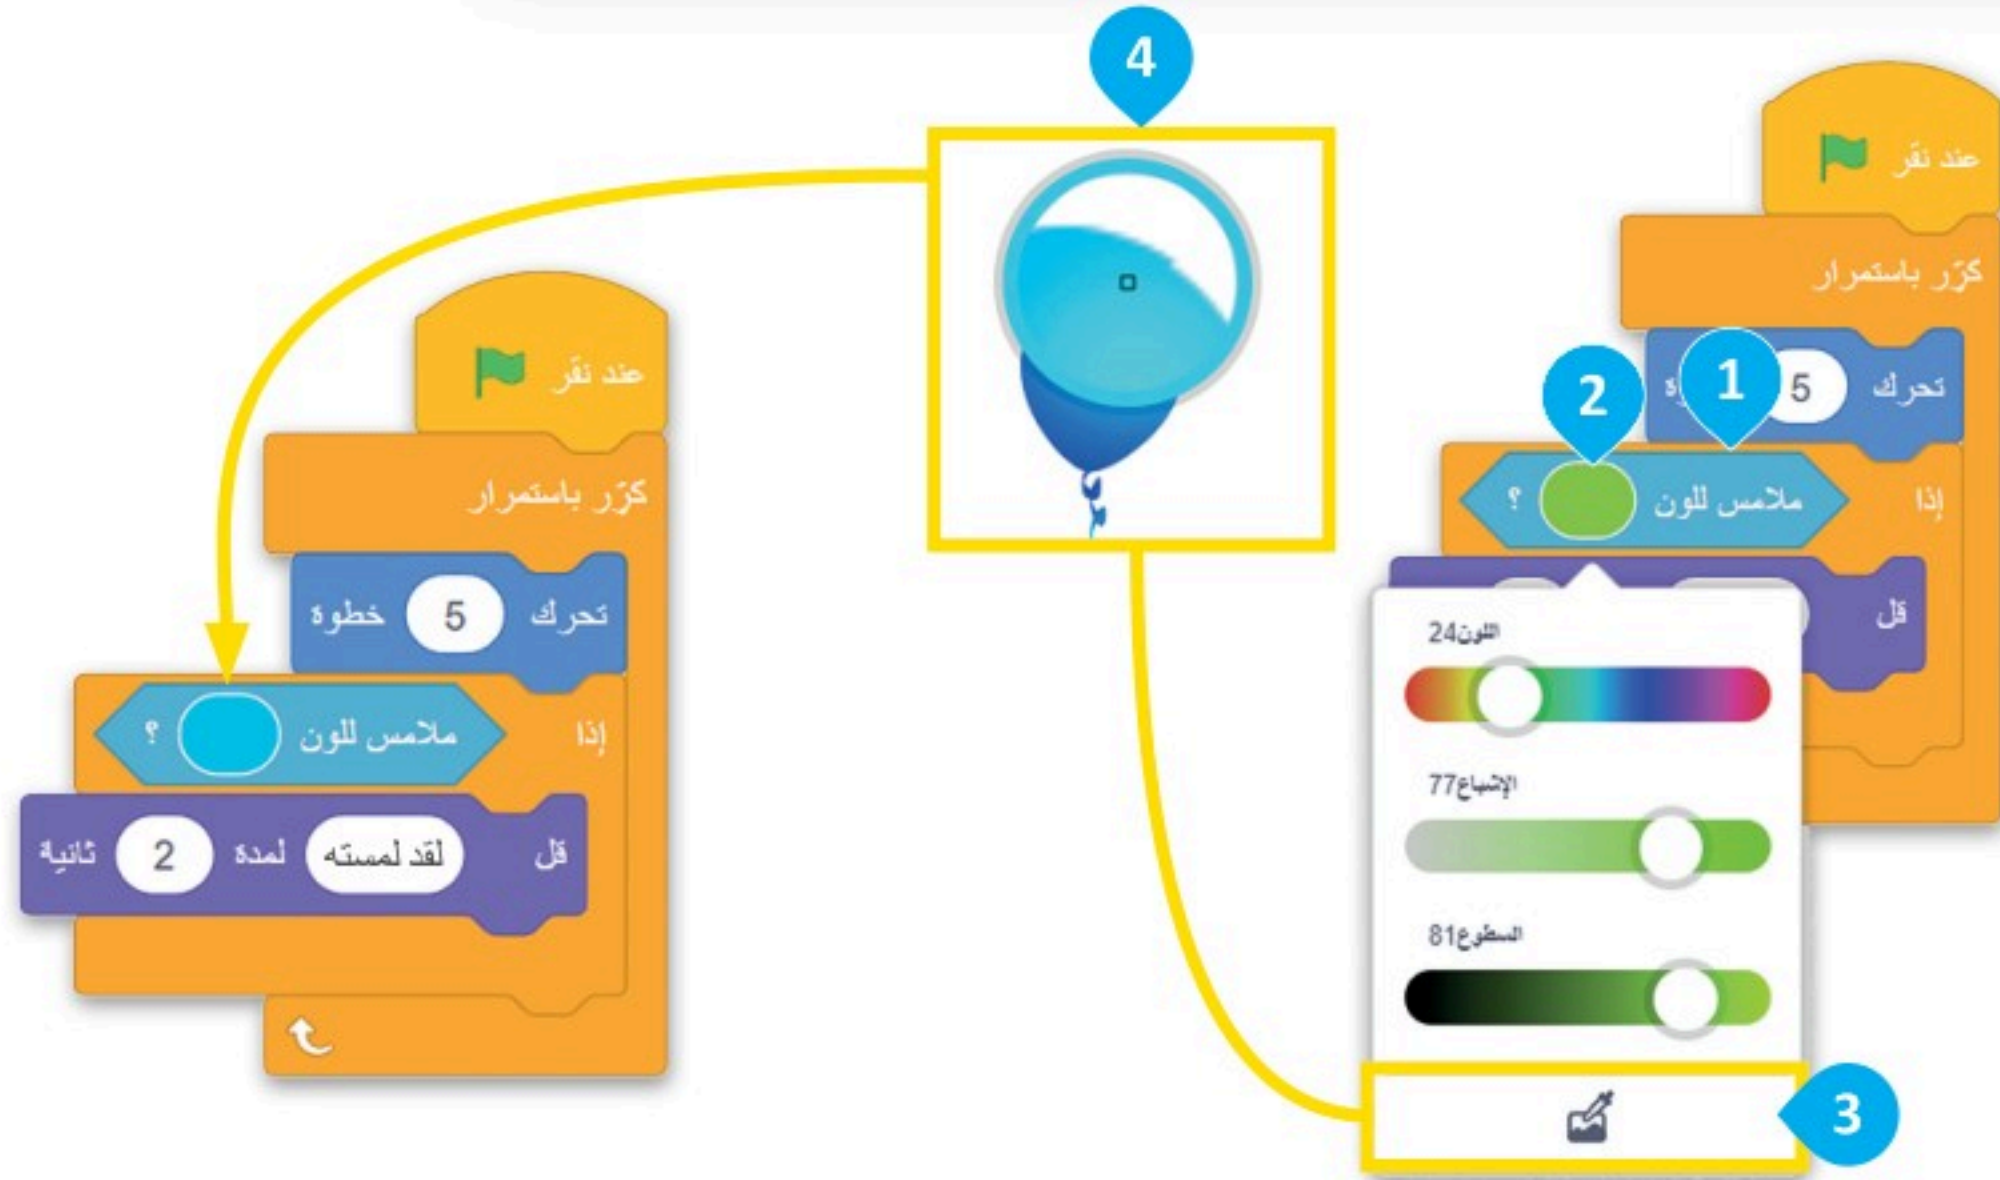 4
عند نقر
كرّر باستمرار
تحرك 5
1
2
إذا ملامس للون ؟
قل
اللون24
الإشباع77
السطوع81
3
عند نقر
كرّر باستمرار
تحرك 5 خطوة
إذا ملامس للون ؟
قل لقد لمسته لمدة 2 ثانية